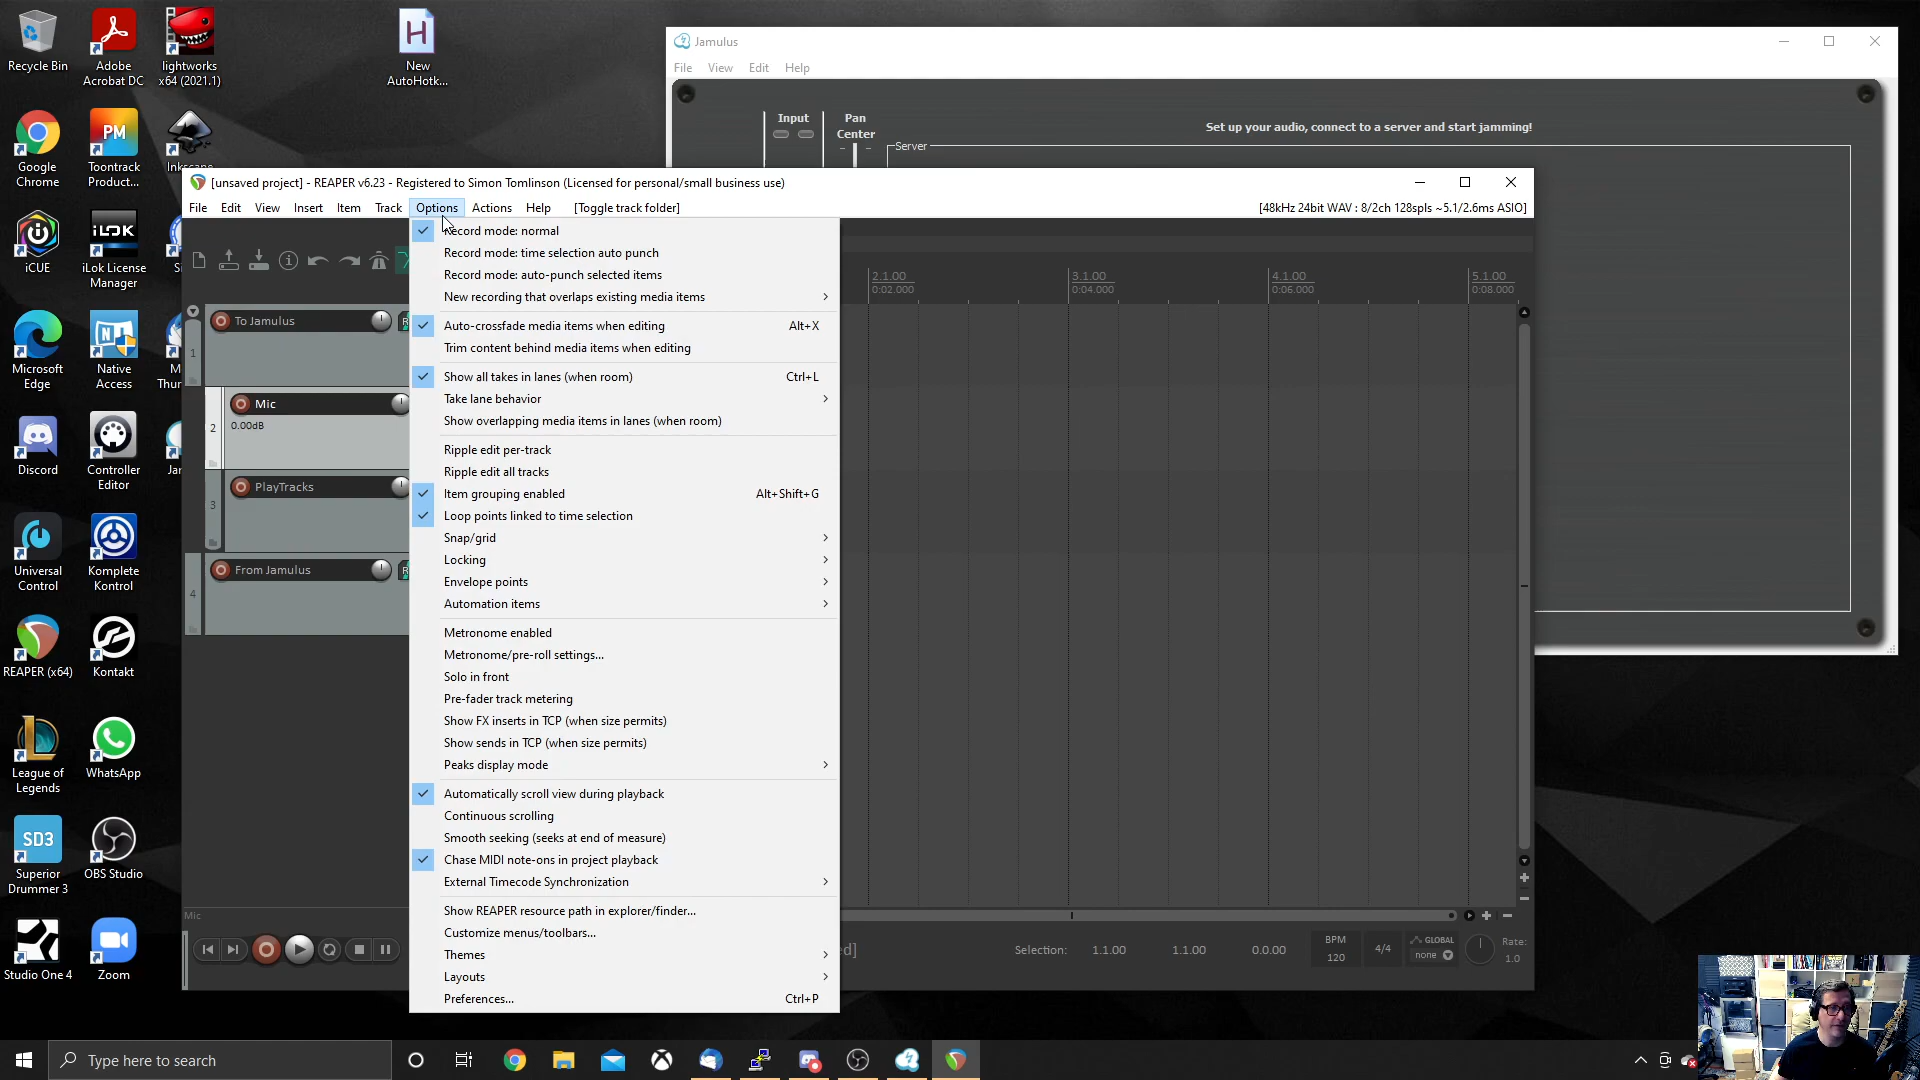 Recycle Bin
Adobe
Acrobat DC
lightworks
x64 (2021.1)
New
AutoHotk...
Google
Chrome
Toontrack
Product...
Inkscape
iCUE
iLok License
Manager
Microsoft
Edge
Native
Access
Discord
Controller
Editor
Universal
Control
Komplete
Kontrol
REAPER (x64)
Kontakt
League of
Legends
WhatsApp
SD3
Superior
Drummer 3
OBS Studio
Studio One 4
Zoom
Jamulus
File View Edit Help
Input
Pan
Center
Set up your audio, connect to a server and start jamming!
Server
[unsaved project] - REAPER v6.23 - Registered to Simon Tomlinson (Licensed for personal/small business use)
File Edit View Insert Item Track Options Actions Help [Toggle track folder]
[48kHz 24bit WAV : 8/2ch 128spls ~5.1/2.6ms ASIO]
2.1.00
0:02.000
3.1.00
0:04.000
4.1.00
0:06.000
5.1.00
0:08.000
1
To Jamulus
2
Mic
0.00dB
3
PlayTracks
4
From Jamulus
Record mode: normal
Record mode: time selection auto punch
Record mode: auto-punch selected items
New recording that overlaps existing media items
Auto-crossfade media items when editing Alt+X
Trim content behind media items when editing
Show all takes in lanes (when room) Ctrl+L
Take lane behavior
Show overlapping media items in lanes (when room)
Ripple edit per-track
Ripple edit all tracks
Item grouping enabled Alt+Shift+G
Loop points linked to time selection
Snap/grid
Locking
Envelope points
Automation items
Metronome enabled
Metronome/pre-roll settings...
Solo in front
Pre-fader track metering
Show FX inserts in TCP (when size permits)
Show sends in TCP (when size permits)
Peaks display mode
Automatically scroll view during playback
Continuous scrolling
Smooth seeking (seeks at end of measure)
Chase MIDI note-ons in project playback
External Timecode Synchronization
Show REAPER resource path in explorer/finder...
Customize menus/toolbars...
Themes
Layouts
Preferences... Ctrl+P
Mic
Selection: 1.1.00 1.1.00 0.0.00
BPM
120
4/4
GLOBAL
none
Rate:
1.0
Type here to search